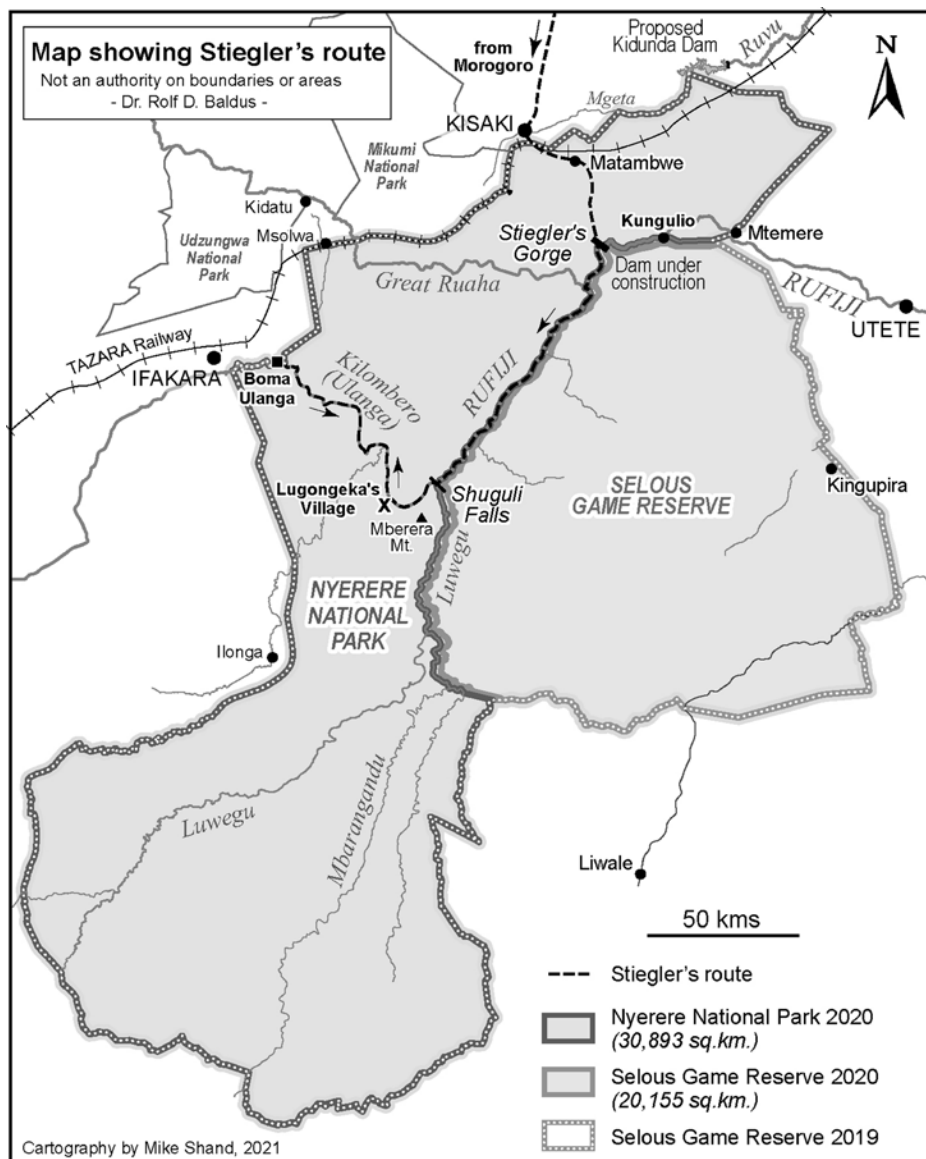 Map showing Stiegler's route
Not an authority on boundaries or areas
- Dr. Rolf D. Baldus -
from
Morogoro
Proposed
Kidunda Dam
Ruvu
N
Mgeta
KISAKI
Mikumi
National
Park
Matambwe
Kidatu
Msolwa
Udzungwa
National
Park
Stiegler's
Gorge
Kungulio
Mtemere
Dam under
construction
Great Ruaha
RUFIJI
UTETE
TAZARA Railway
IFAKARA
Boma
Ulanga
Kilombero
(Ulanga)
RUFIJI
Kingupira
Lugongeka's
Village
X
Mberera
Mt.
Shuguli
Falls
SELOUS
GAME RESERVE
Luwegu
NYERERE
NATIONAL
PARK
Ilonga
Luwegu
Mbarangandu
Liwale
50 kms
Stiegler's route
Nyerere National Park 2020
(30,893 sq.km.)
Selous Game Reserve 2020
(20,155 sq.km.)
Selous Game Reserve 2019
Cartography by Mike Shand, 2021